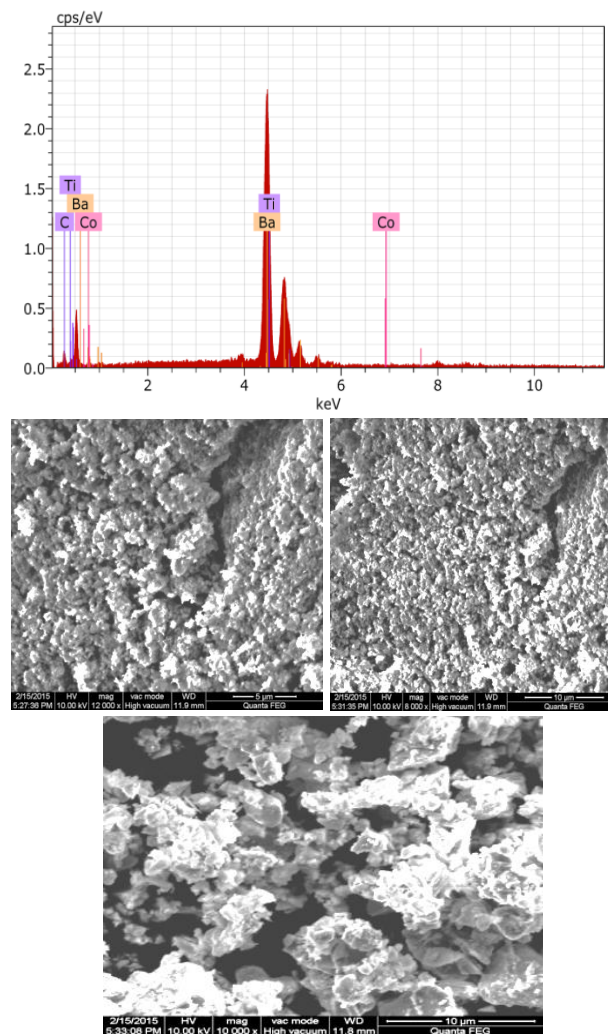 cps/eV
2.5
2.0
1.5
1.0
0.5
0.0
Ti
Ba
C Co
Ti
Ba
Co
2 4 6 8 10
keV
2/15/2015 HV mag vac mode WD 5 µm
5:27:36 PM 10.00 kV 12 000 x High vacuum 11.9 mm Quanta FEG
2/15/2015 HV mag vac mode WD 10 µm
5:31:35 PM 10.00 kV 8 000 x High vacuum 11.9 mm Quanta FEG
2/15/2015 HV mag vac mode WD 10 µm
5:33:08 PM 10.00 kV 10 000 x High vacuum 11.8 mm Quanta FEG